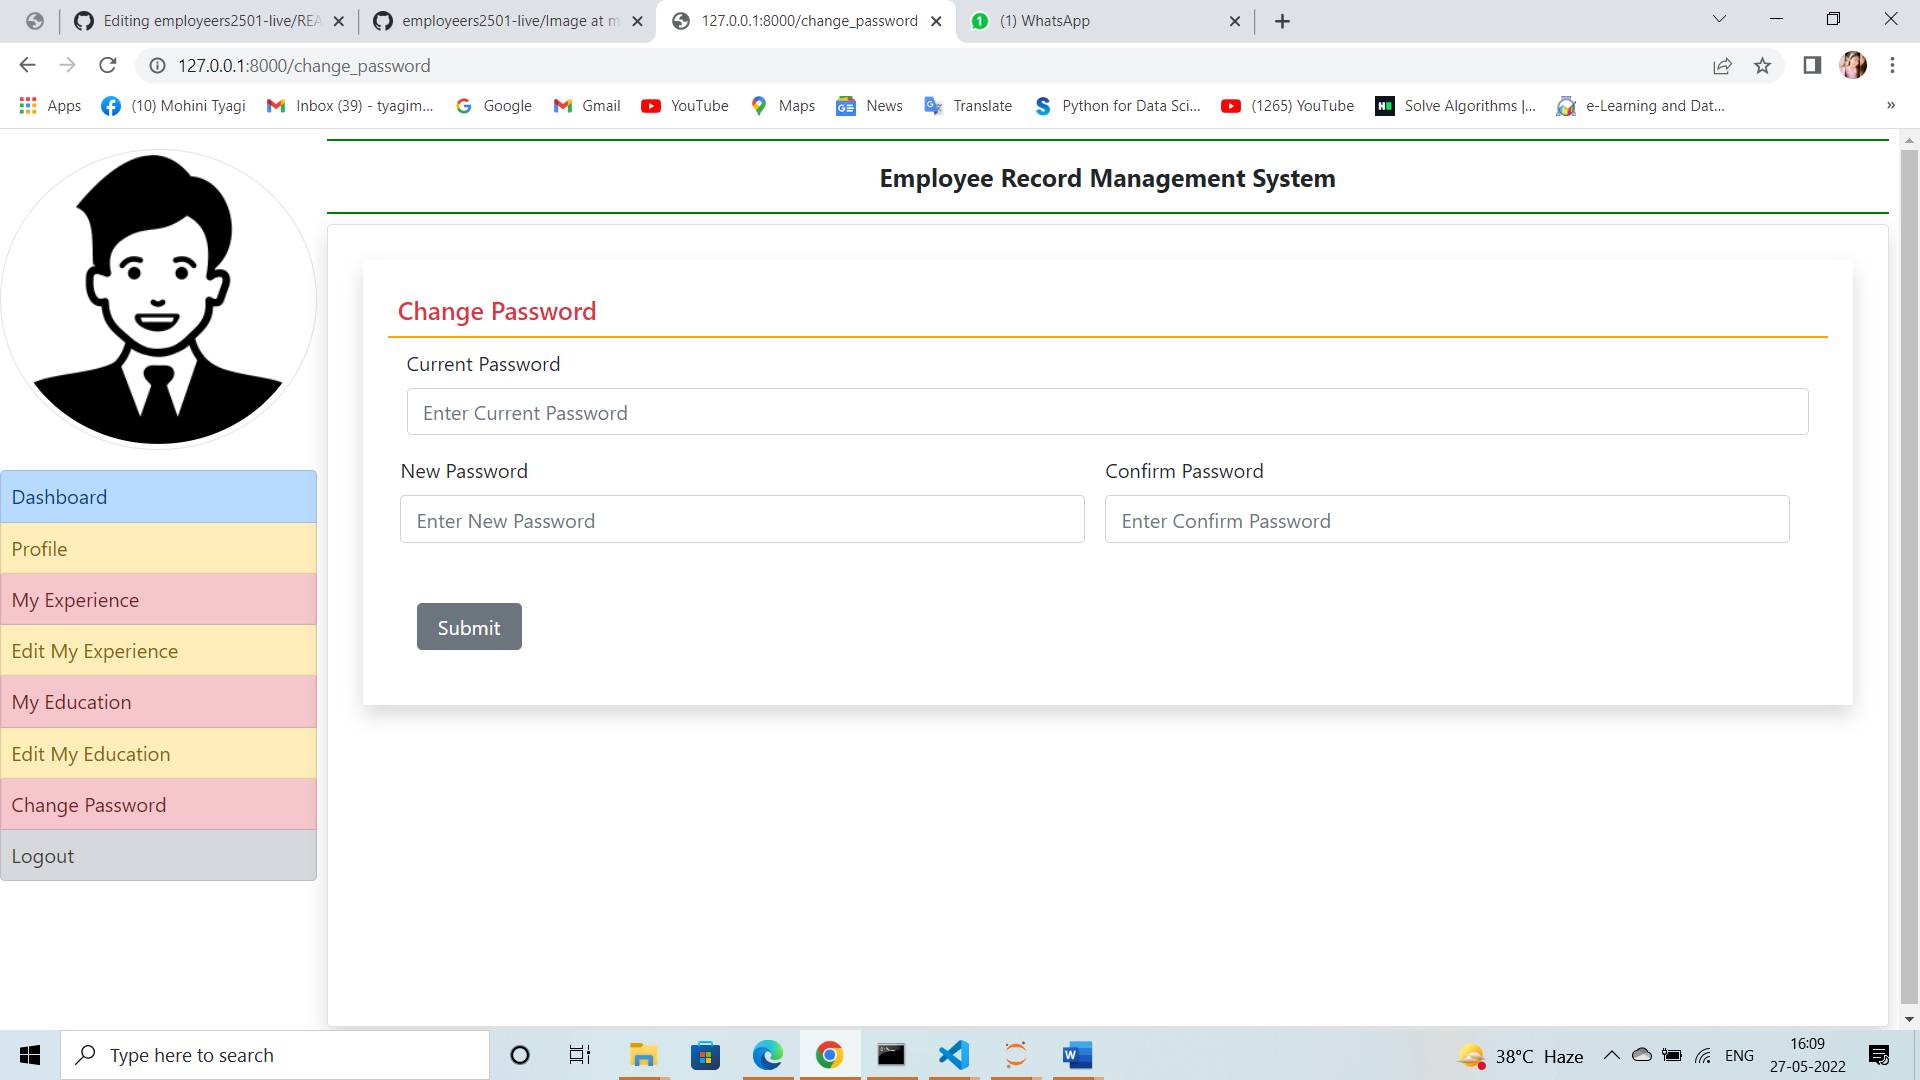 Editing employeers2501-live/REA
employeers2501-live/Image at m
127.0.0.1:8000/change_password
(1) WhatsApp
127.0.0.1:8000/change_password
Apps
(10) Mohini Tyagi
Inbox (39) - tyagim...
Google
Gmail
YouTube
Maps
News
Translate
Python for Data Sci...
(1265) YouTube
Solve Algorithms |...
e-Learning and Dat...
»
Employee Record Management System
Change Password
Current Password
Enter Current Password
New Password
Confirm Password
Enter New Password
Enter Confirm Password
Submit
Dashboard
Profile
My Experience
Edit My Experience
My Education
Edit My Education
Change Password
Logout
Type here to search
38°C Haze
ENG
16:09
27-05-2022